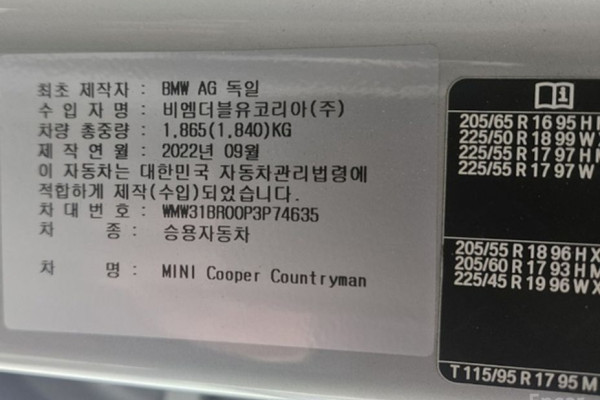 최초 제작자 : BMW AG 독일
수 입 자 명 : 비엠더블유코리아(주)
차량 총중량 : 1,865(1,840)KG
제 작 연 월 : 2022년 09월
이 자동차는 대한민국 자동차관리법령에
적합하게 제작(수입)되었습니다.
차 대 번 호 : WMW31BR00P3P74635
차 종 : 승용자동차
차 명 : MINI Cooper Countryman
205/65 R 16 95 H
225/50 R 18 99 W
225/55 R 17 97 H
225/55 R 17 97 W
205/55 R 18 96 H X
205/60 R 17 93 H M
225/45 R 19 96 W X
T 115/95 R 17 95 M